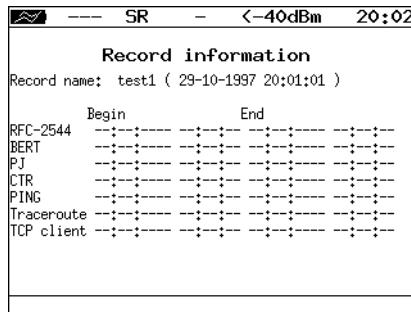 --- SR – <-40dBm 20:02
Record information
Record name: test1 ( 29-10-1997 20:01:01 )
Begin End
RFC-2544 --:--:---- --:--:-- --:--:---- --:--:--
BERT --:--:---- --:--:-- --:--:---- --:--:--
PJ --:--:---- --:--:-- --:--:---- --:--:--
CTR --:--:---- --:--:-- --:--:---- --:--:--
PING --:--:---- --:--:-- --:--:---- --:--:--
Traceroute --:--:---- --:--:-- --:--:---- --:--:--
TCP client --:--:---- --:--:-- --:--:---- --:--:--